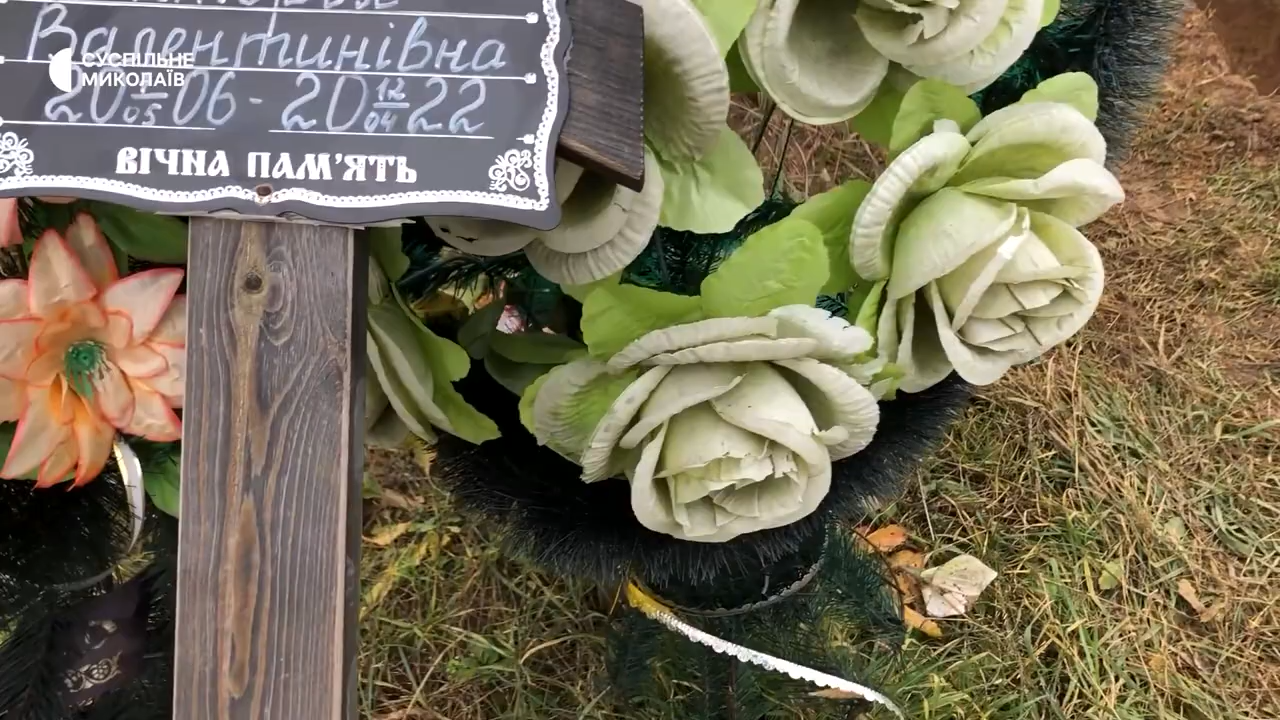 Валентинівна
СУСПІЛЬНЕ
МИКОЛАЇВ
20 05 06 - 20 12/04 22
ВІЧНА ПАМ'ЯТЬ